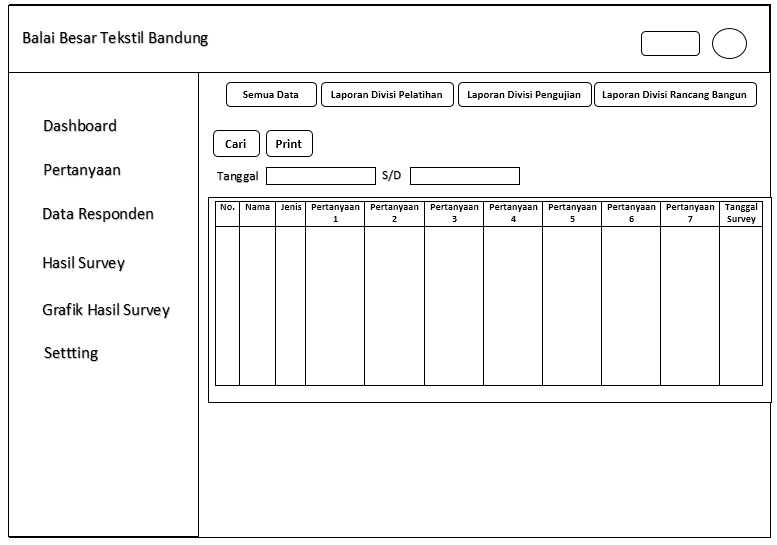 Balai Besar Tekstil Bandung
Dashboard
Pertanyaan
Data Responden
Hasil Survey
Grafik Hasil Survey
Settting
Semua Data
Laporan Divisi Pelatihan
Laporan Divisi Pengujian
Laporan Divisi Rancang Bangun
Cari
Print
Tanggal
S/D
No.
Nama
Jenis
Pertanyaan
1
Pertanyaan
2
Pertanyaan
3
Pertanyaan
4
Pertanyaan
5
Pertanyaan
6
Pertanyaan
7
Tanggal
Survey